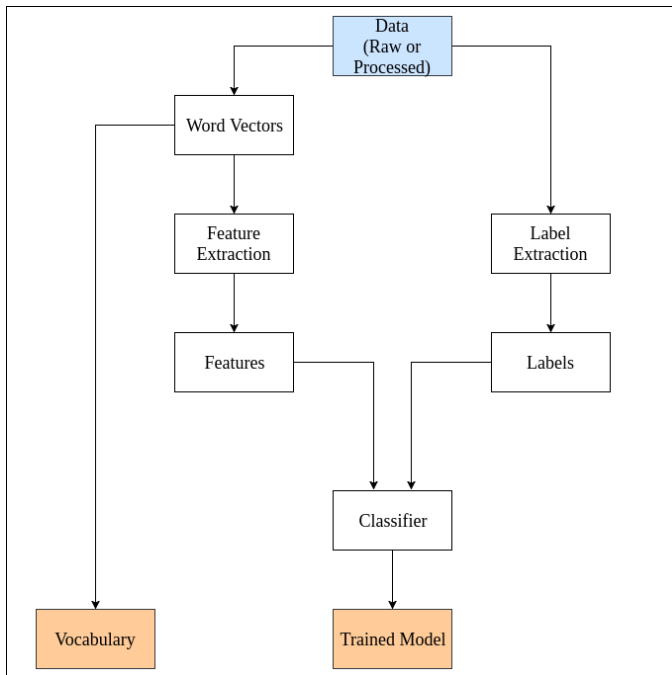 Data
(Raw or
Processed)
Word Vectors
Feature
Extraction
Label
Extraction
Features
Labels
Classifier
Vocabulary
Trained Model